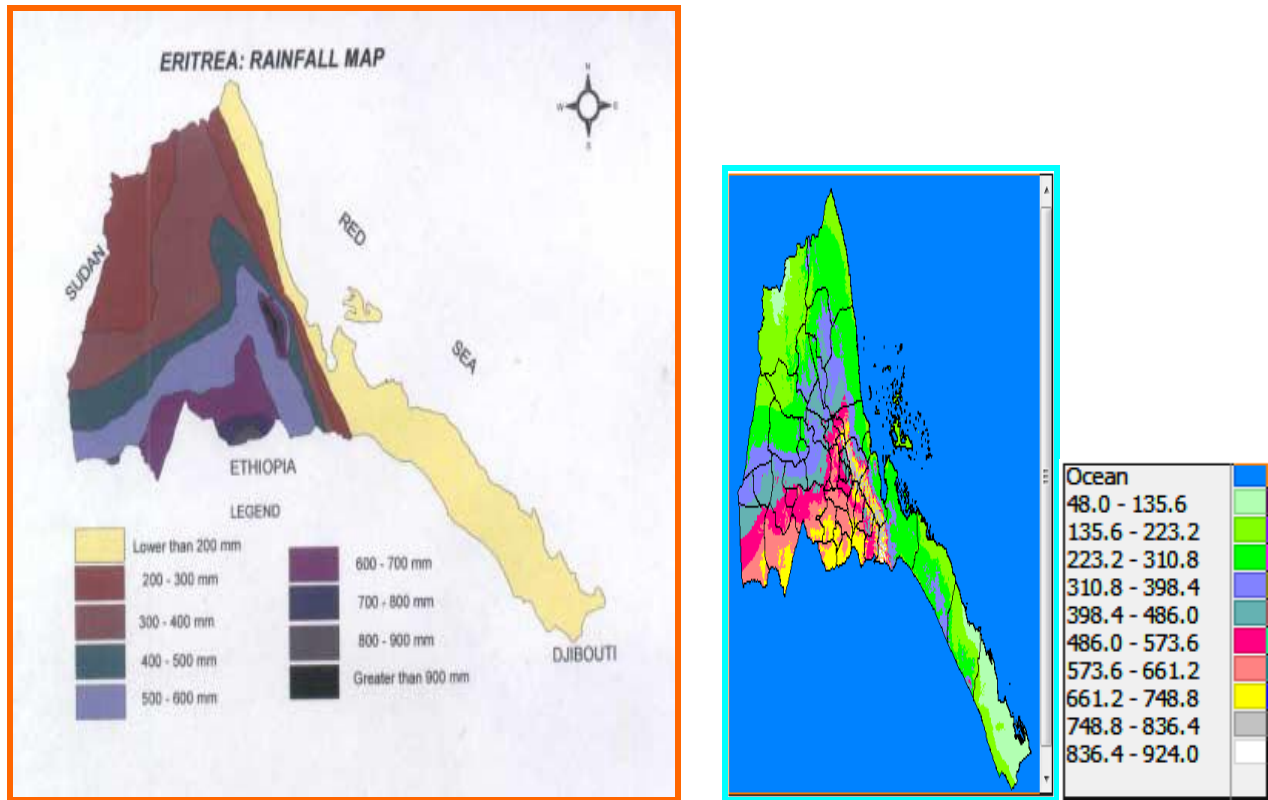 ERITREA: RAINFALL MAP
N
W
E
S
RED
SUDAN
SEA
ETHIOPIA
LEGEND
DJIBOUTI
Lower than 200 mm
200 - 300 mm
300 - 400 mm
400 - 500 mm
500 - 600 mm
600 - 700 mm
700 - 800 mm
800 - 900 mm
Greater than 900 mm
Ocean
48.0 - 135.6
135.6 - 223.2
223.2 - 310.8
310.8 - 398.4
398.4 - 486.0
486.0 - 573.6
573.6 - 661.2
661.2 - 748.8
748.8 - 836.4
836.4 - 924.0